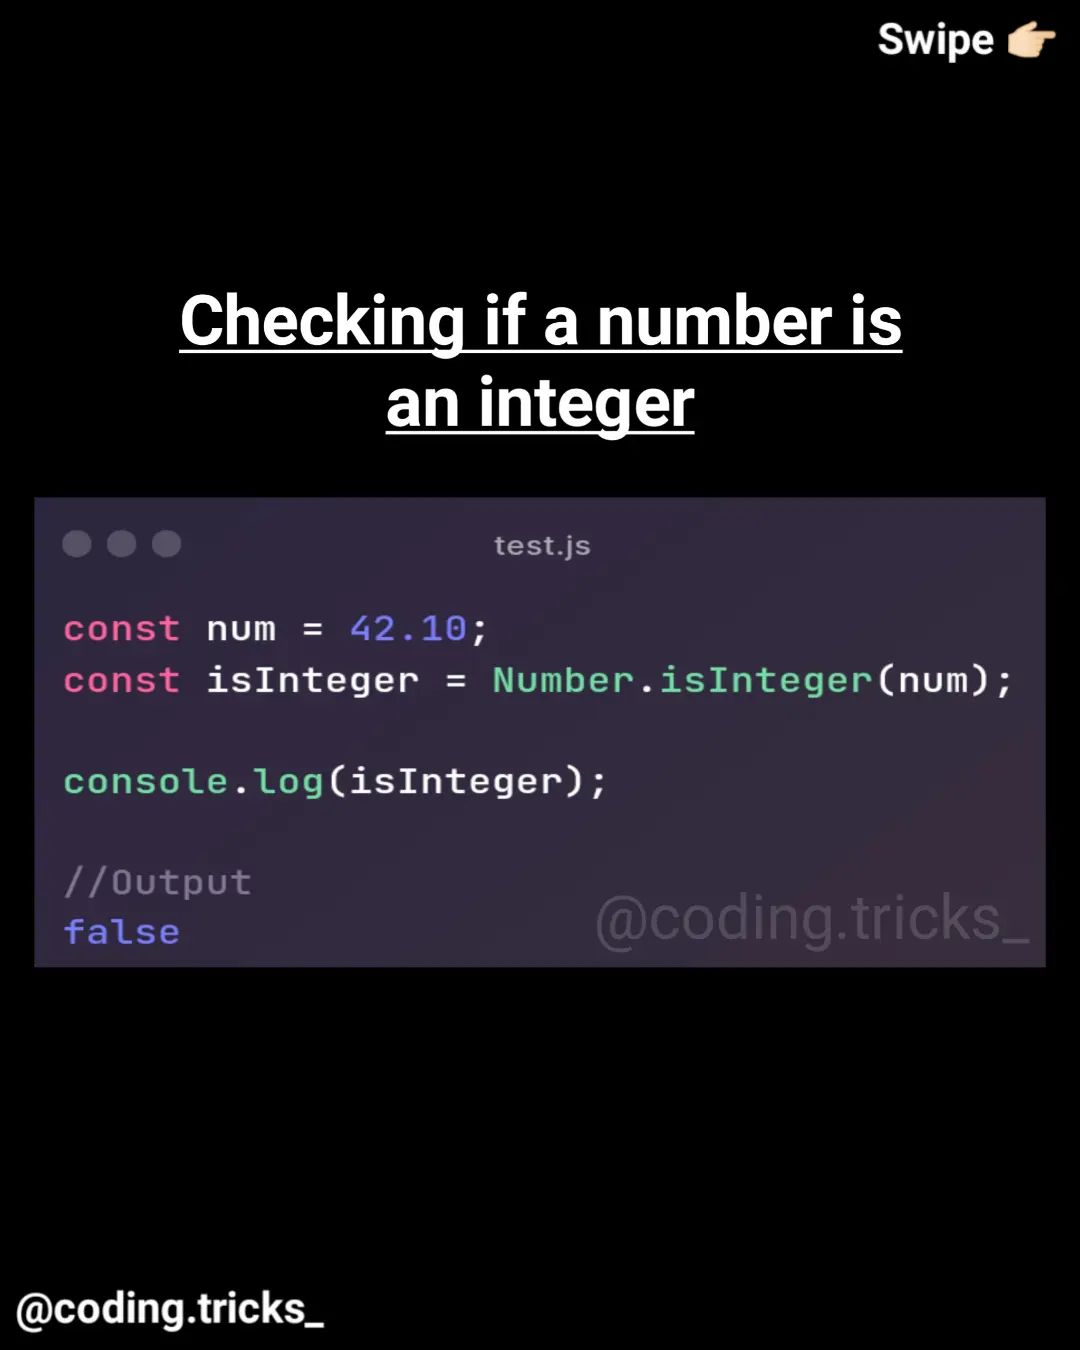 Swipe 👉🏻
Checking if a number is
an integer
test.js
const num = 42.10;
const isInteger = Number.isInteger(num);
console.log(isInteger);
//Output
false
@coding.tricks_
@coding.tricks_